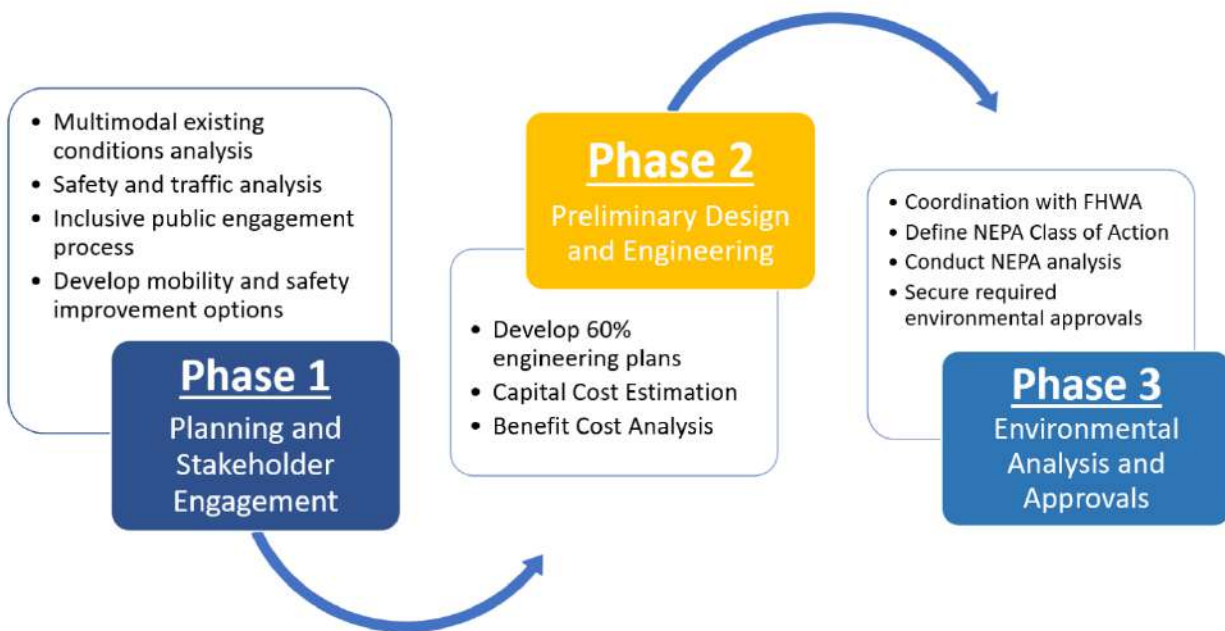 • Multimodal existing
conditions analysis
• Safety and traffic analysis
• Inclusive public engagement
process
• Develop mobility and safety
improvement options
Phase 1
Planning and
Stakeholder
Engagement
Phase 2
Preliminary Design
and Engineering
• Develop 60%
engineering plans
• Capital Cost Estimation
• Benefit Cost Analysis
• Coordination with FHWA
• Define NEPA Class of Action
• Conduct NEPA analysis
• Secure required
environmental approvals
Phase 3
Environmental
Analysis and
Approvals